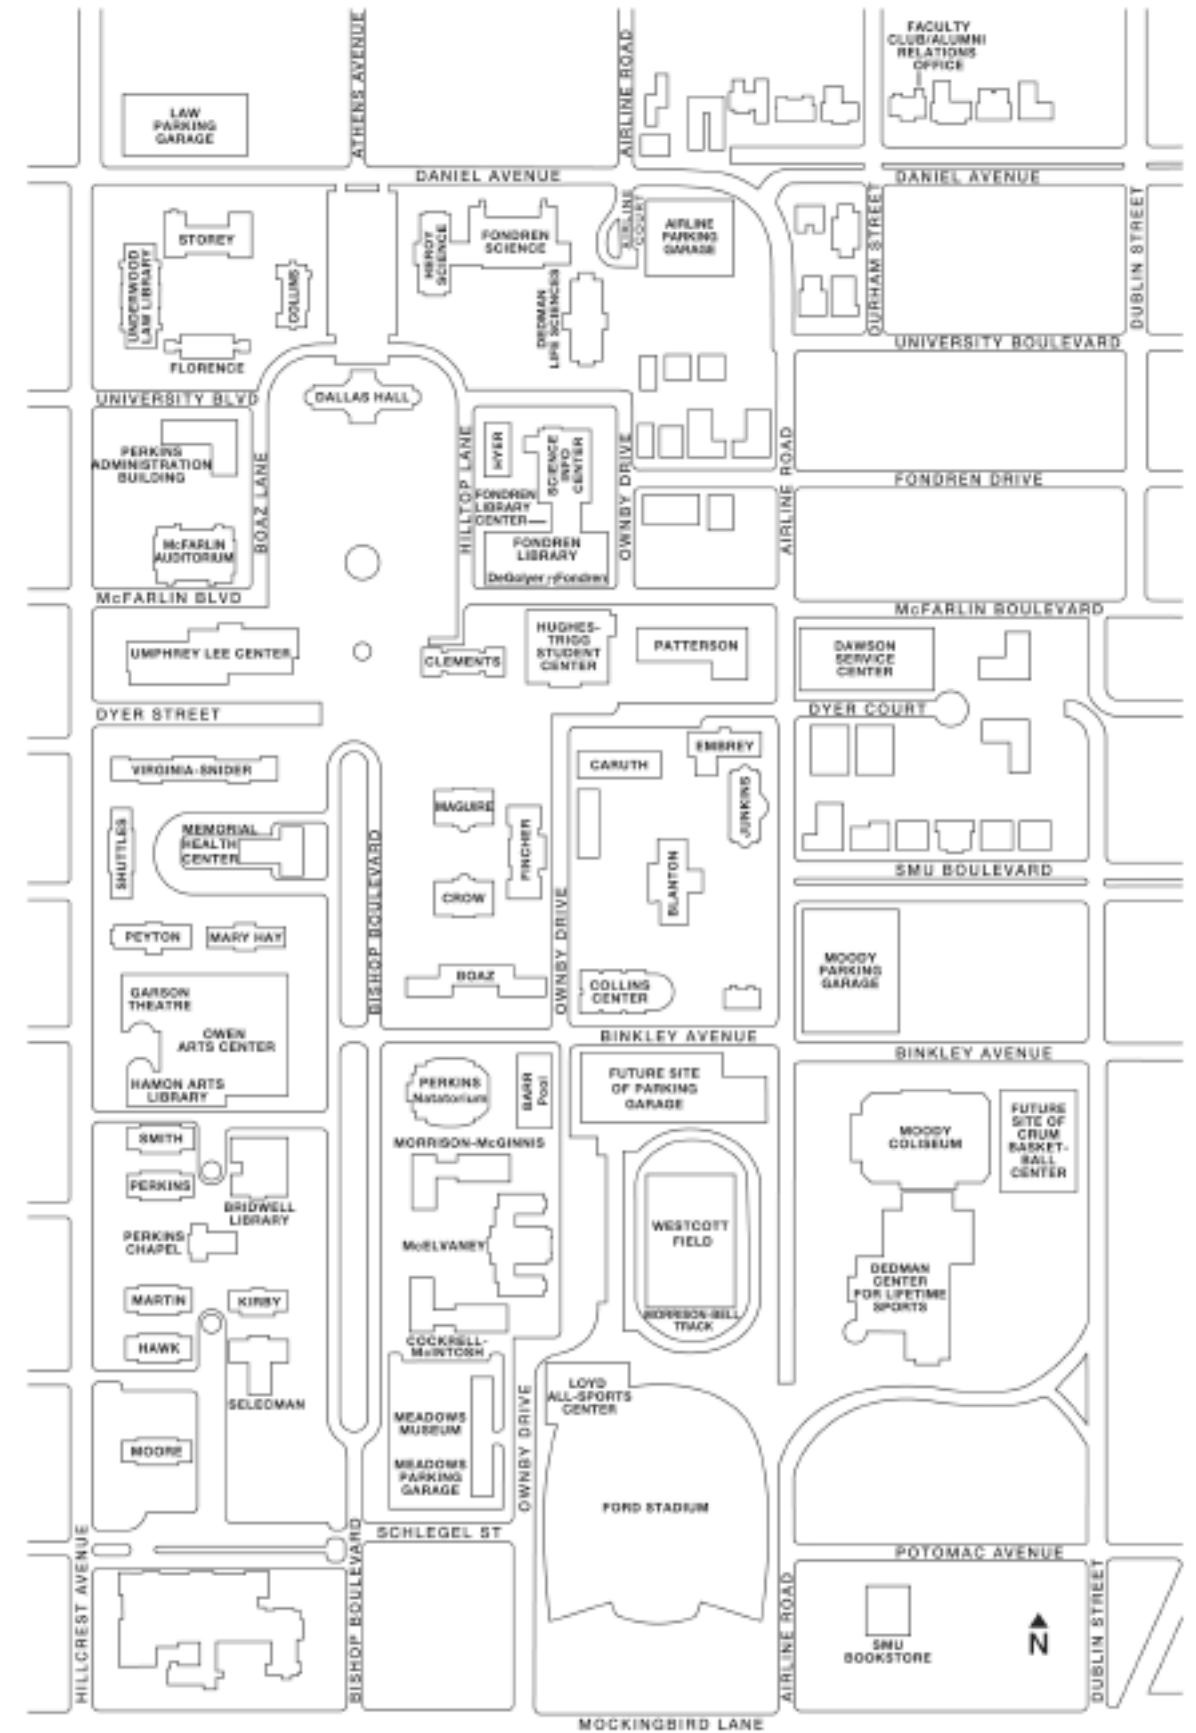 FACULTY
CLUB/ALUMNI
RELATIONS
OFFICE
LAW
PARKING
GARAGE
ATHENS AVENUE
AIRLINE ROAD
DANIEL AVENUE
DANIEL AVENUE
STOREY
UNDERWOOD
LAW LIBRARY
COLLINS
FLORENCE
HEROY
SCIENCE
FONDREN
SCIENCE
AIRLINE
COURT
AIRLINE
PARKING
GARAGE
DEDMAN
LIFE SCIENCES
DURHAM STREET
DUBLIN STREET
UNIVERSITY BOULEVARD
UNIVERSITY BLVD
DALLAS HALL
PERKINS
ADMINISTRATION
BUILDING
BOAZ LANE
HILLTOP LANE
HYER
SCIENCE
INFO
CENTER
FONDREN
LIBRARY
CENTER
FONDREN
LIBRARY
DeGolyer
Fondren
OWNBY DRIVE
AIRLINE ROAD
FONDREN DRIVE
McFARLIN
AUDITORIUM
McFARLIN BLVD
McFARLIN BOULEVARD
UMPHREY LEE CENTER
CLEMENTS
HUGHES-
TRIGG
STUDENT
CENTER
PATTERSON
DAWSON
SERVICE
CENTER
DYER STREET
DYER COURT
VIRGINIA-SNIDER
CARUTH
EMBREY
JUNKINS
SHUTTLES
MEMORIAL
HEALTH
CENTER
MAGUIRE
FINCHER
CROW
BLANTON
SMU BOULEVARD
BISHOP BOULEVARD
OWNBY DRIVE
PEYTON
MARY HAY
BOAZ
COLLINS
CENTER
MOODY
PARKING
GARAGE
GARSON
THEATRE
OWEN
ARTS CENTER
HAMON ARTS
LIBRARY
BINKLEY AVENUE
BINKLEY AVENUE
PERKINS
Natatorium
BARR
Pool
FUTURE SITE
OF PARKING
GARAGE
MOODY
COLISEUM
FUTURE
SITE OF
CRUM
BASKET-
BALL
CENTER
SMITH
PERKINS
BRIDWELL
LIBRARY
MORRISON-McGINNIS
PERKINS
CHAPEL
McELVANEY
WESTCOTT
FIELD
MORRISON-BELL
TRACK
DEDMAN
CENTER
FOR LIFETIME
SPORTS
MARTIN
KIRBY
HAWK
SELECMAN
COCKRELL-
McINTOSH
MEADOWS
MUSEUM
MEADOWS
PARKING
GARAGE
OWNBY DRIVE
LOYD
ALL-SPORTS
CENTER
MOORE
FORD STADIUM
SCHLEGEL ST
POTOMAC AVENUE
HILLCREST AVENUE
BISHOP BOULEVARD
AIRLINE ROAD
SMU
BOOKSTORE
N
DUBLIN STREET
MOCKINGBIRD LANE